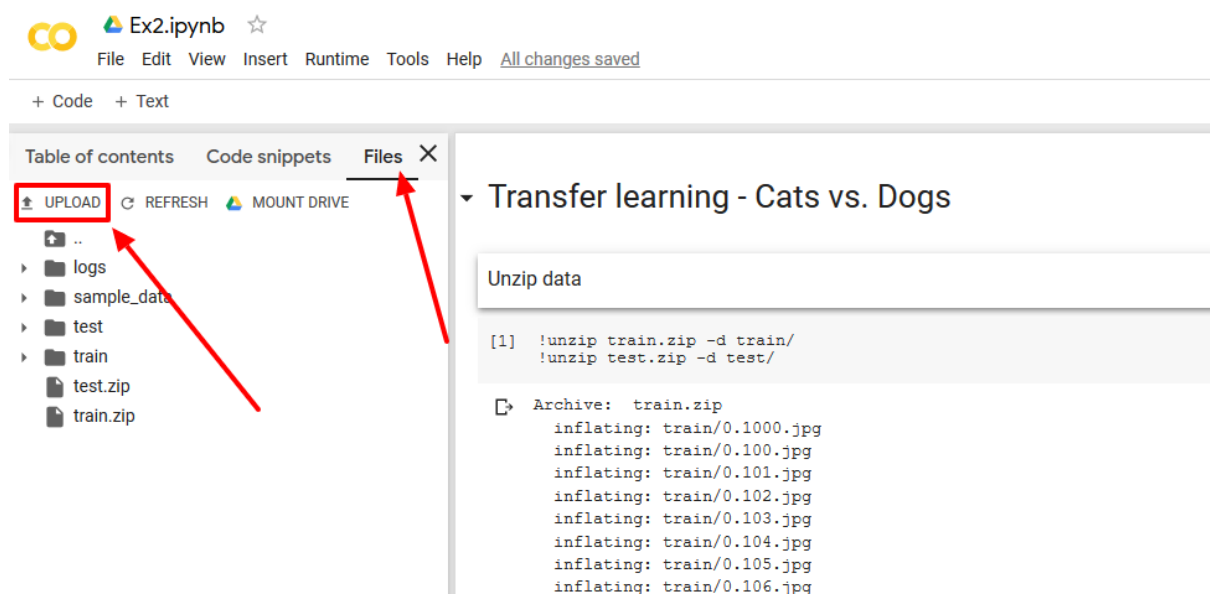 CO Ex2.ipynb
File Edit View Insert Runtime Tools Help All changes saved
+ Code + Text
Table of contents Code snippets Files
UPLOAD REFRESH MOUNT DRIVE
..
logs
sample_data
test
train
test.zip
train.zip
Transfer learning - Cats vs. Dogs
Unzip data
[1] !unzip train.zip -d train/
!unzip test.zip -d test/
Archive: train.zip
inflating: train/0.1000.jpg
inflating: train/0.100.jpg
inflating: train/0.101.jpg
inflating: train/0.102.jpg
inflating: train/0.103.jpg
inflating: train/0.104.jpg
inflating: train/0.105.jpg
inflating: train/0.106.jpg